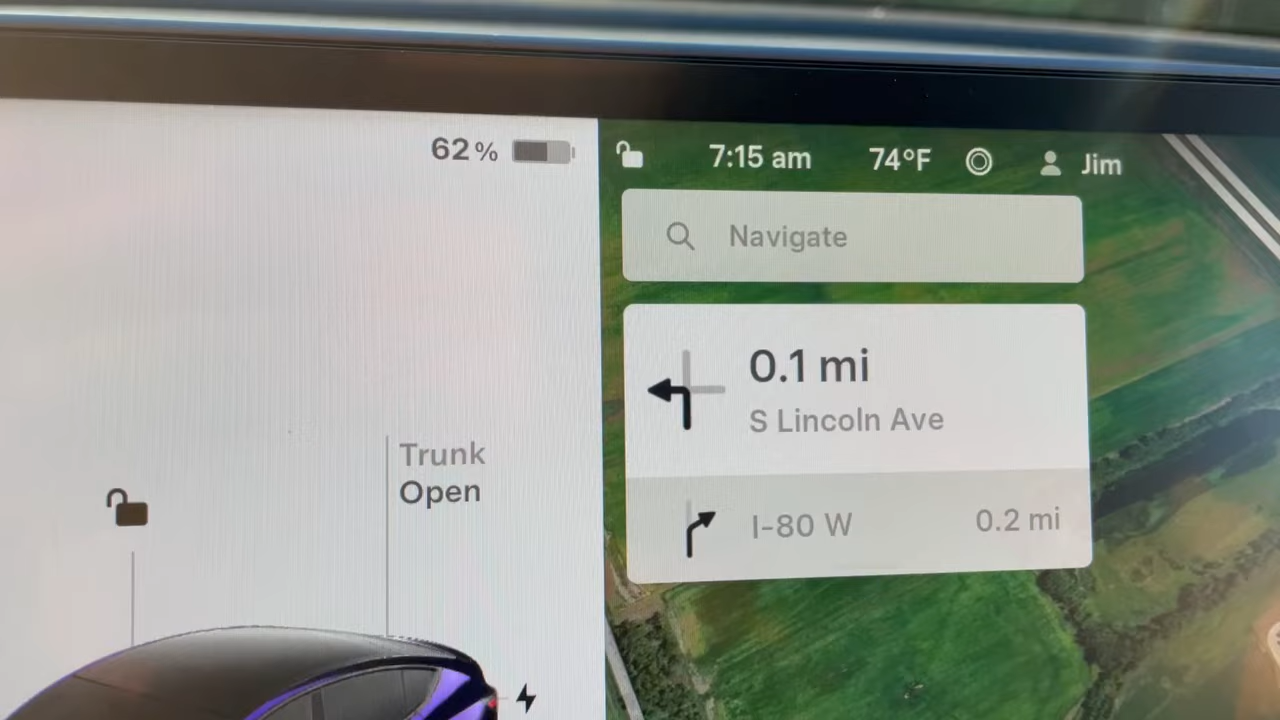 62%
7:15 am 74°F Jim
Navigate
0.1 mi
S Lincoln Ave
I-80 W 0.2 mi
Trunk
Open